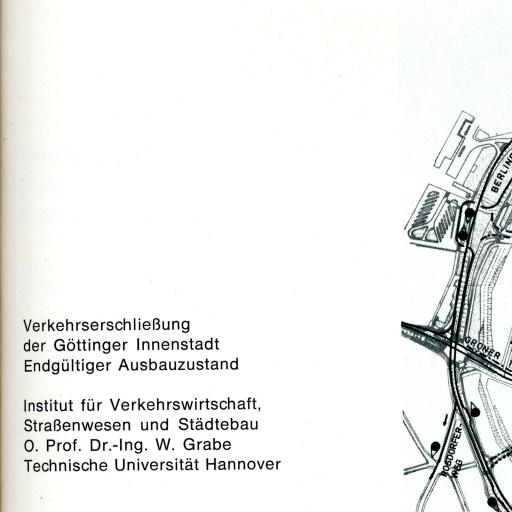 Verkehrserschließung
der Göttinger Innenstadt
Endgültiger Ausbauzustand
Institut für Verkehrswirtschaft,
Straßenwesen und Städtebau
O. Prof. Dr.-Ing. W. Grabe
Technische Universität Hannover
BERLIN
GRONER
ROSDORFER-
WEG